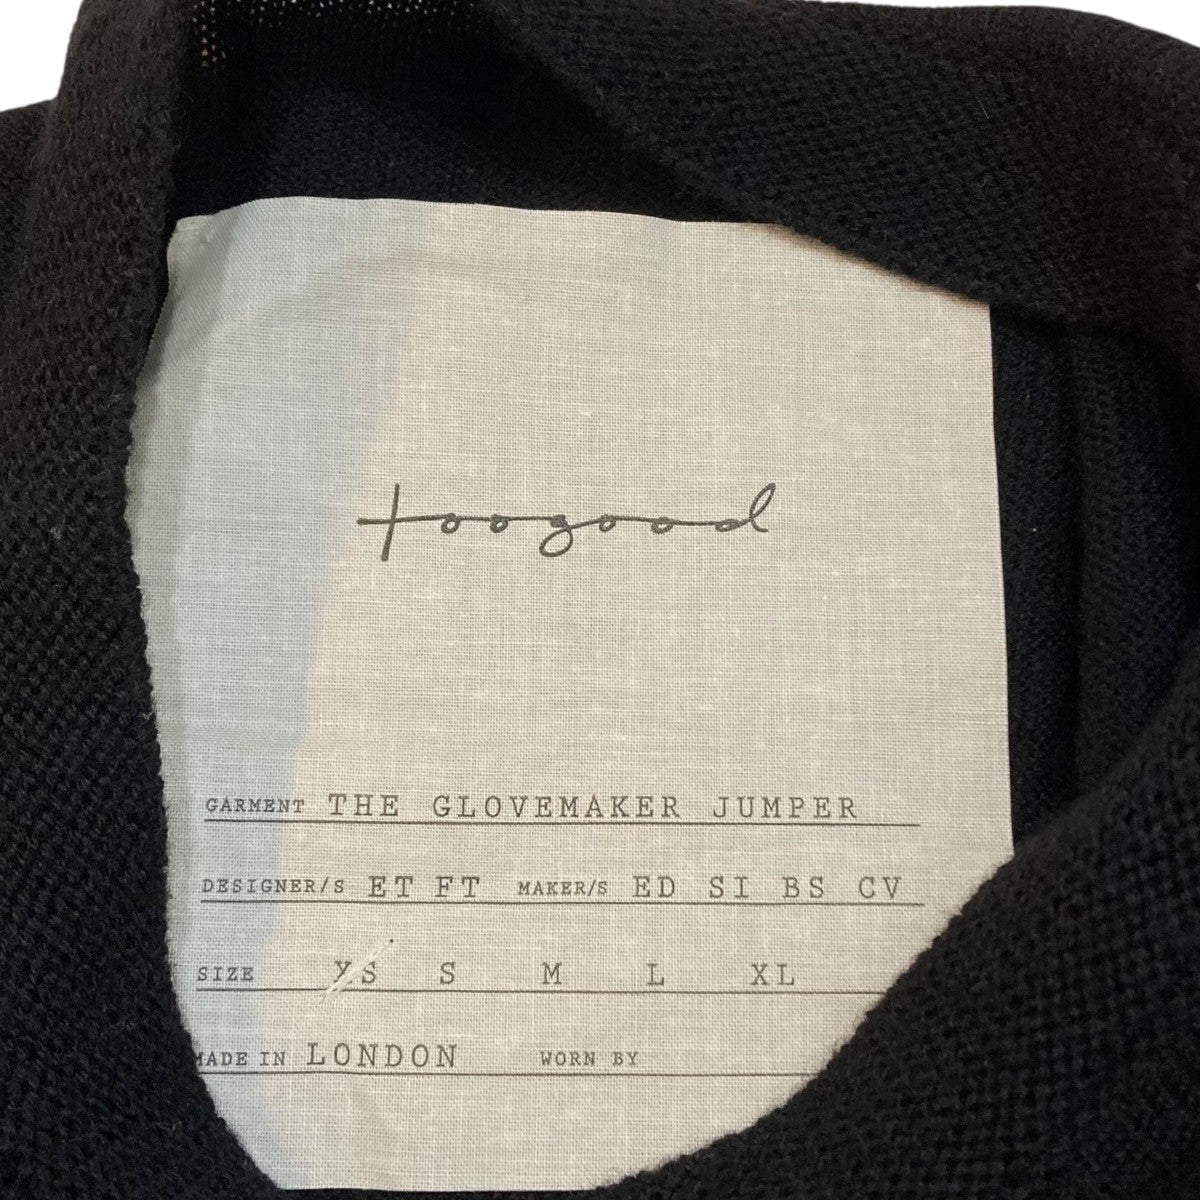 toogood
GARMENT THE GLOVEMAKER JUMPER
DESIGNER/S ET FT MAKER/S ED SI BS CV
SIZE XS S M L XL
MADE IN LONDON WORN BY